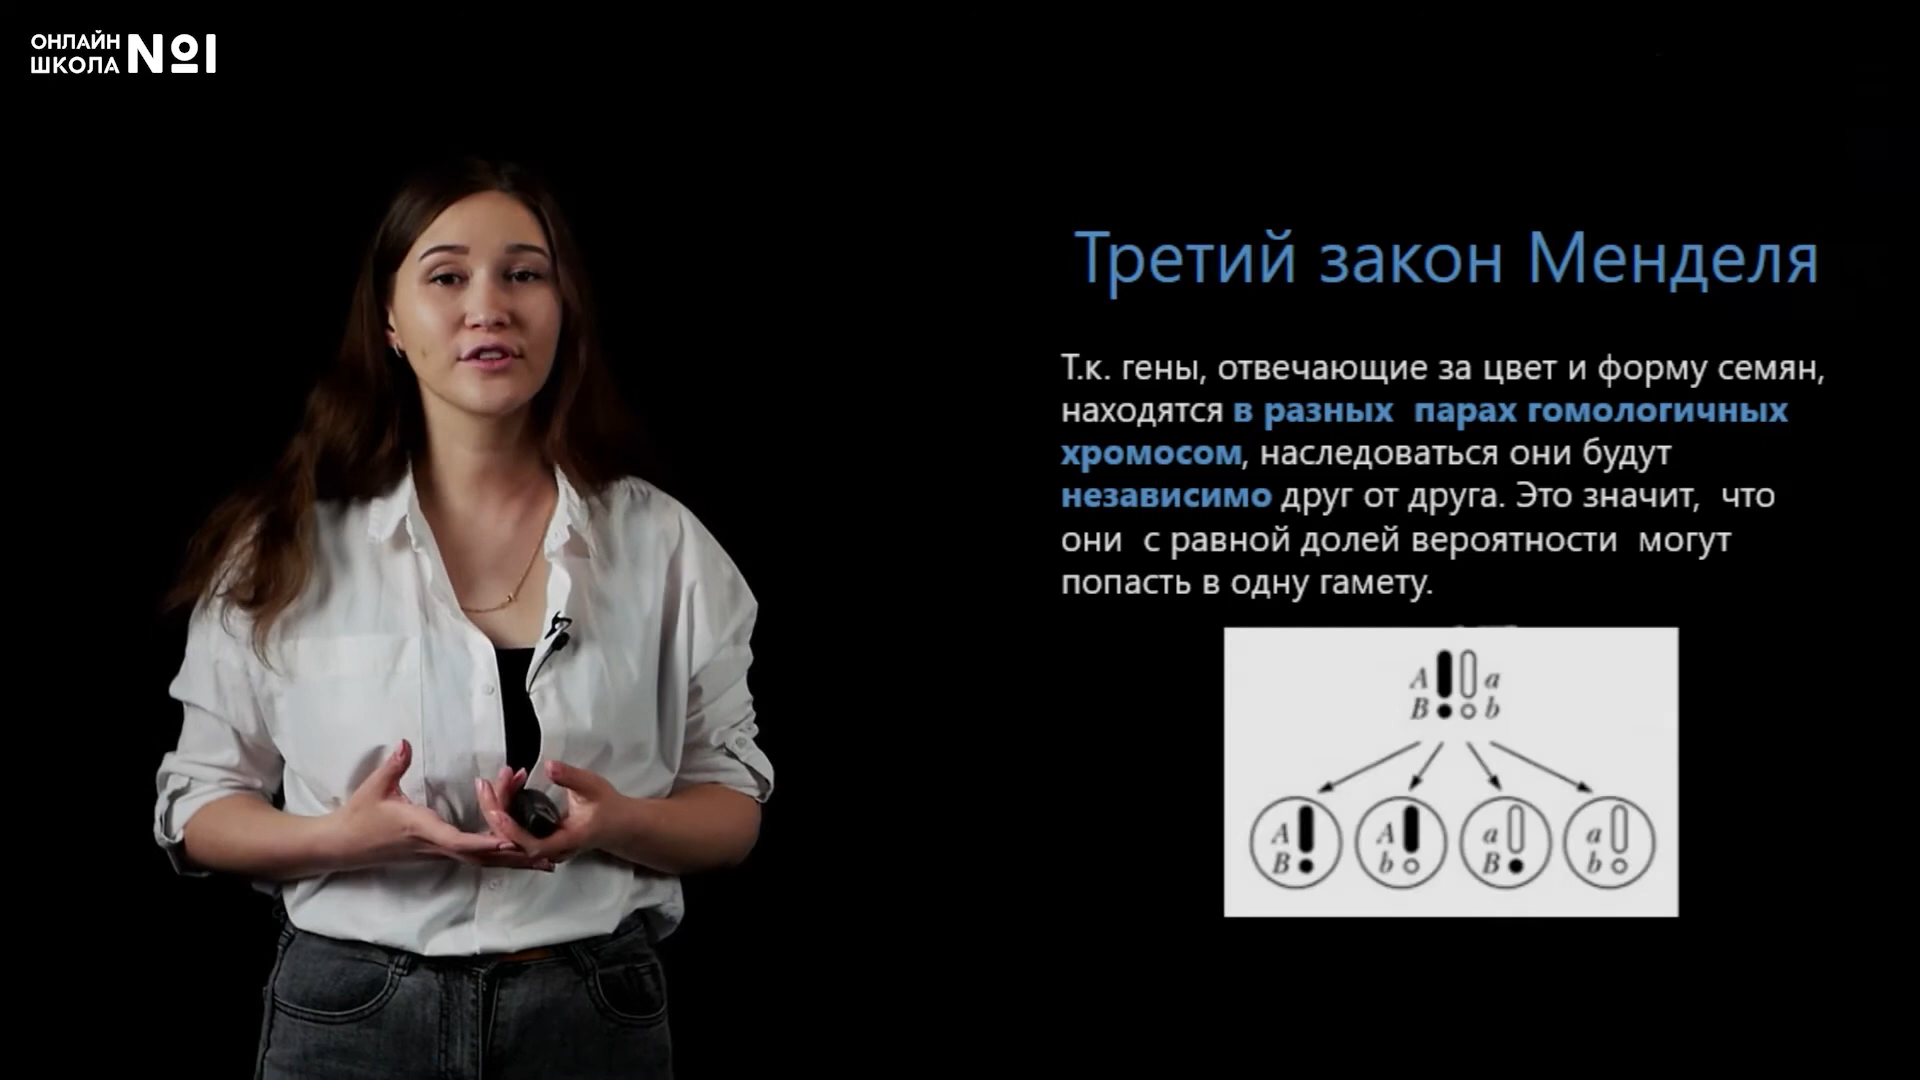 ОНЛАЙН
ШКОЛА №1
Третий закон Менделя
Т.к. гены, отвечающие за цвет и форму семян,
находятся в разных парах гомологичных
хромосом, наследоваться они будут
независимо друг от друга. Это значит, что
они с равной долей вероятности могут
попасть в одну гамету.
A a
B b
A A a a
B b B b